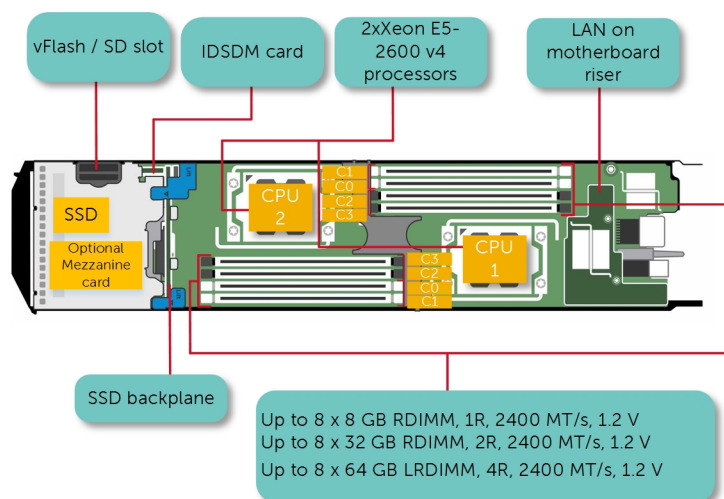 vFlash / SD slot
IDSDM card
2xXeon E5-
2600 v4
processors
LAN on
motherboard
riser
C1
C0
C2
C3
CPU
2
SSD
Optional
Mezzanine
card
C3
C2
C0
C1
CPU
1
SSD backplane
Up to 8 x 8 GB RDIMM, 1R, 2400 MT/s, 1.2 V
Up to 8 x 32 GB RDIMM, 2R, 2400 MT/s, 1.2 V
Up to 8 x 64 GB LRDIMM, 4R, 2400 MT/s, 1.2 V